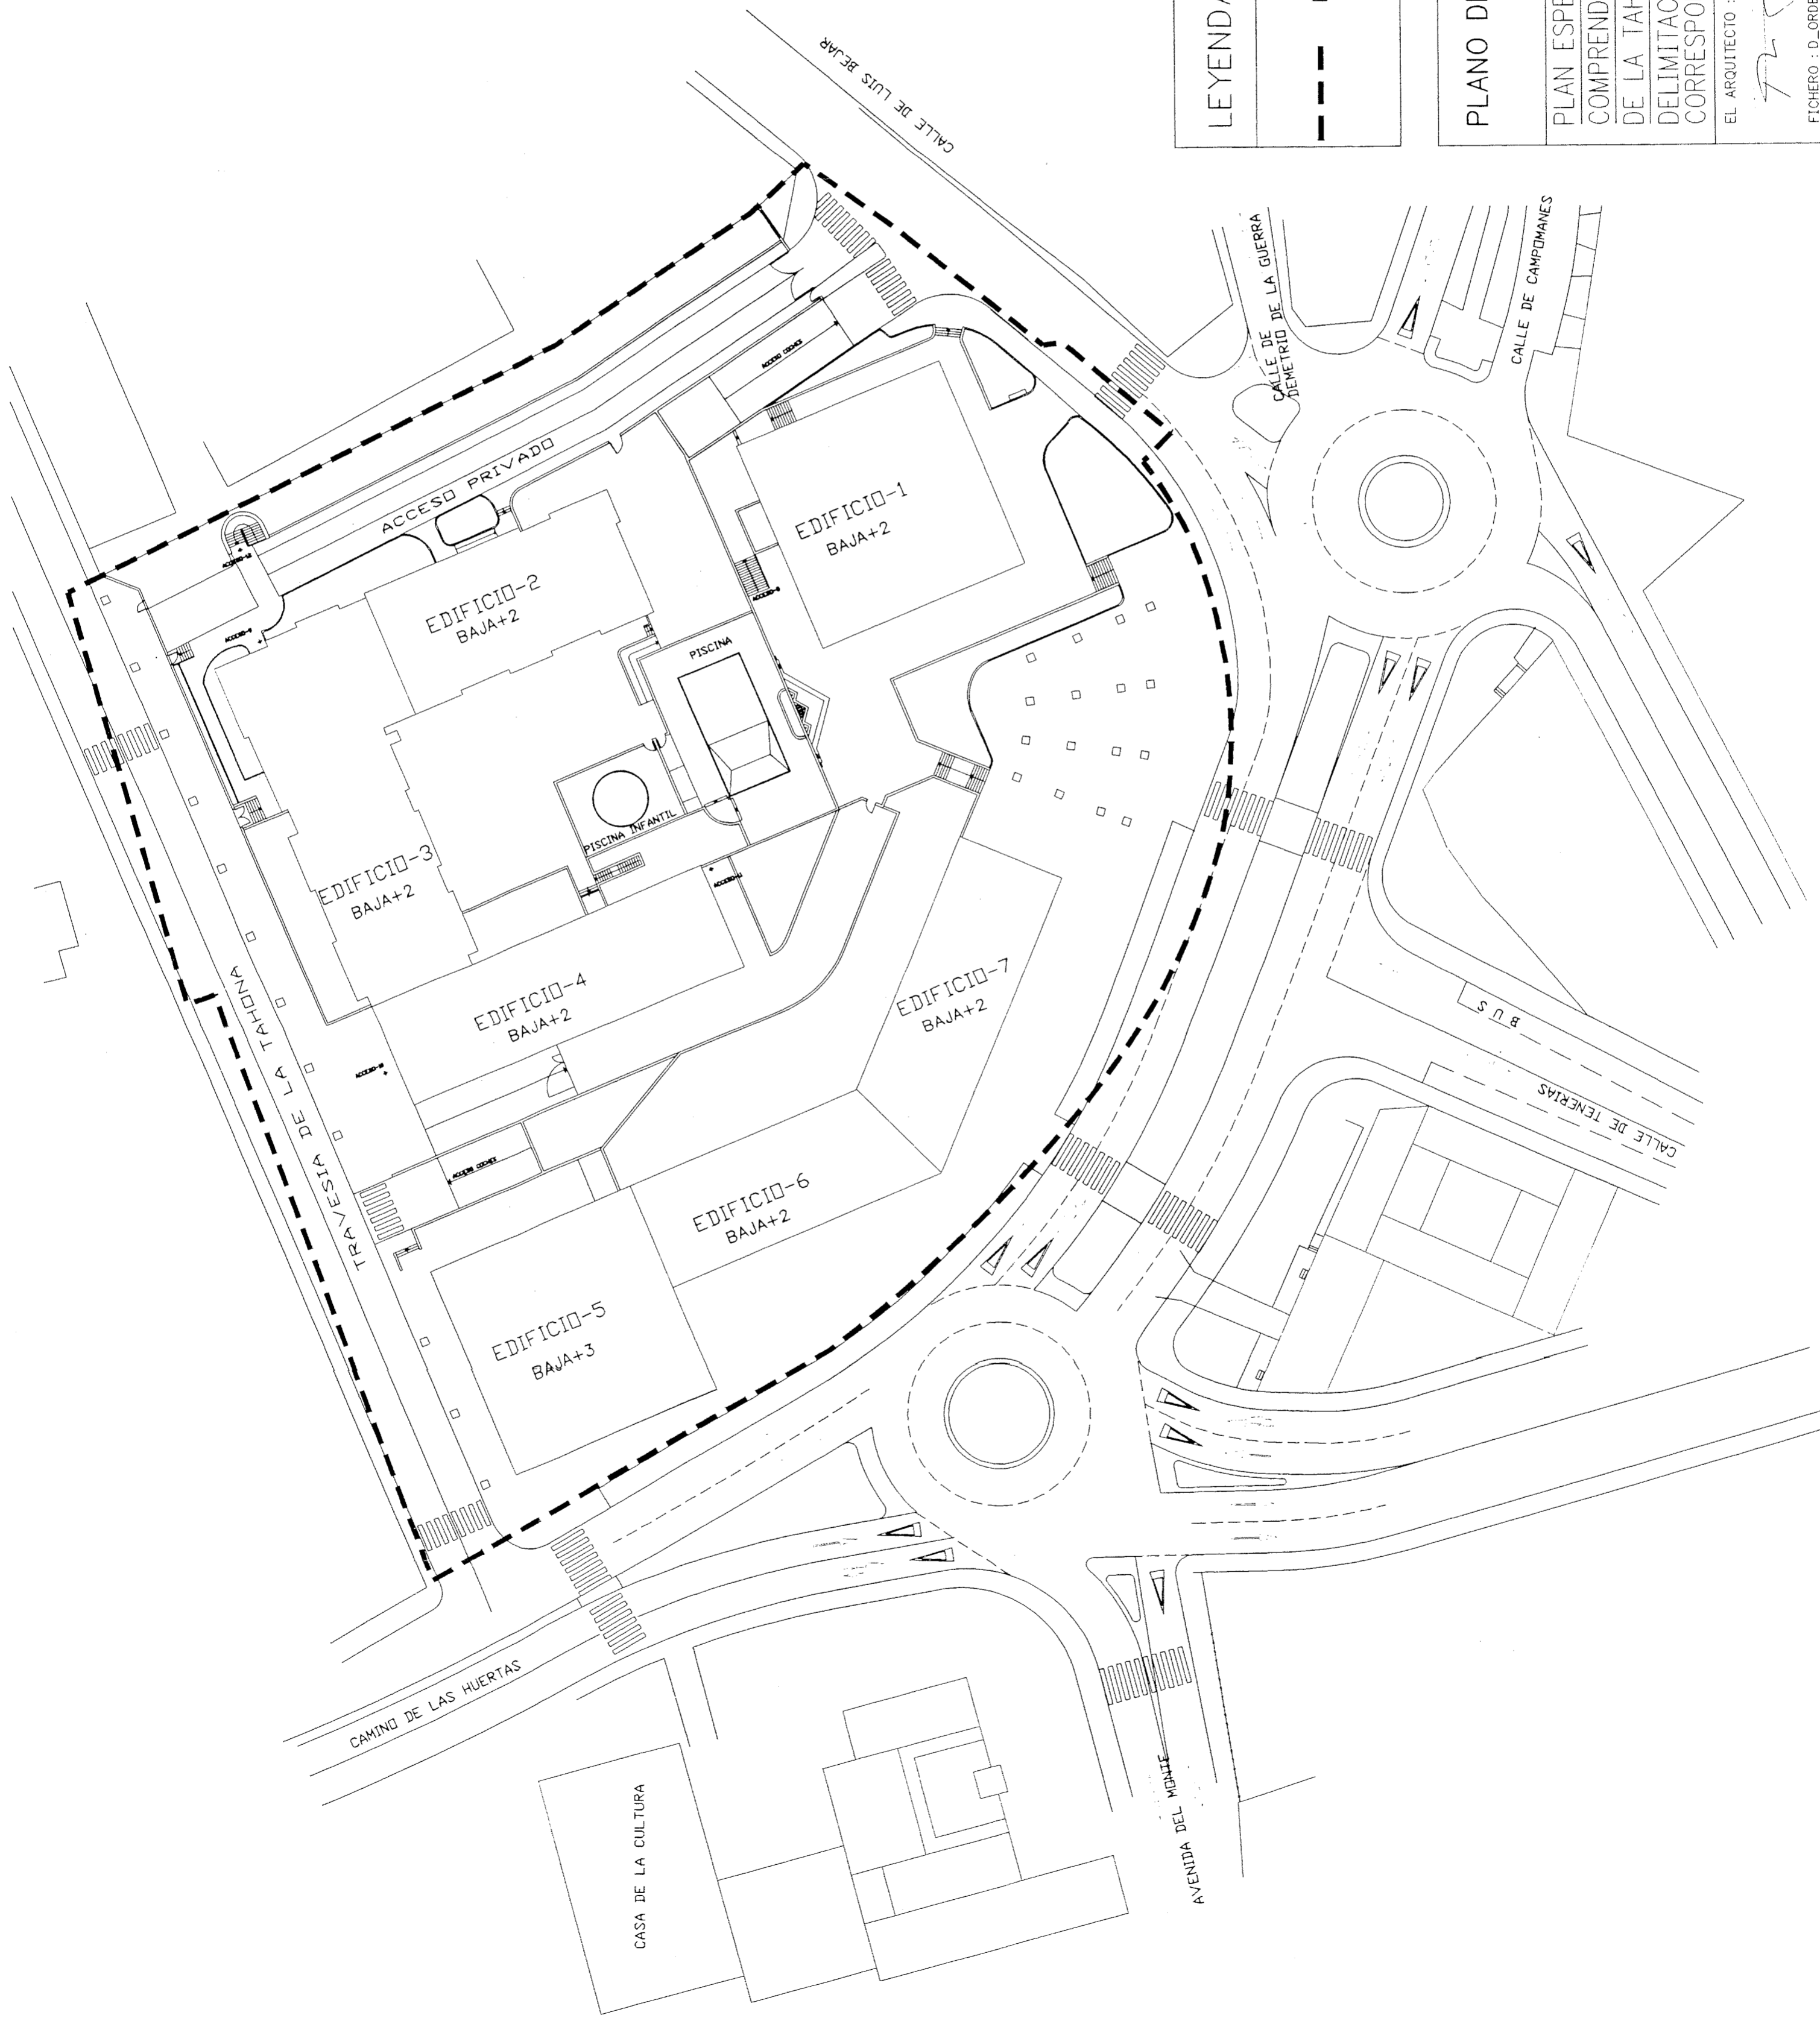 CALLE DE LUIS BEJAR
LEYENDA
PLANO DE
PLAN ESPE
COMPREND
DE LA TAH
DELIMITAC
CORRESPO
EL ARQUITECTO :
FICHERO : D_ORDE
CALLE DE
DEMETRIO DE LA GUERRA
CALLE DE CAMPOMANES
ACCESO COCHES
ACCESO PRIVADO
EDIFICIO-1
BAJA+2
EDIFICIO-2
BAJA+2
PISCINA
PISCINA INFANTIL
EDIFICIO-3
BAJA+2
EDIFICIO-4
BAJA+2
EDIFICIO-7
BAJA+2
TRAVESIA DE LA TAHONA
ACCESO COCHES
EDIFICIO-6
BAJA+2
EDIFICIO-5
BAJA+3
BUS
CALLE DE TENERIAS
CAMINO DE LAS HUERTAS
CASA DE LA CULTURA
AVENIDA DEL MONTE